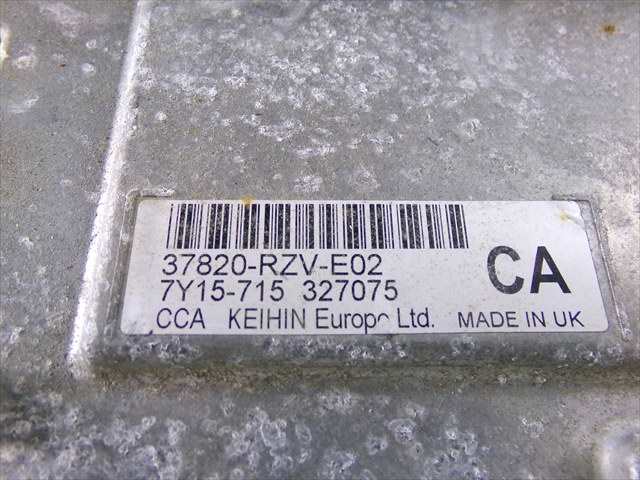 37820-RZV-E02
7Y15-715 327075
CA
CCA KEIHIN Europe Ltd. MADE IN UK